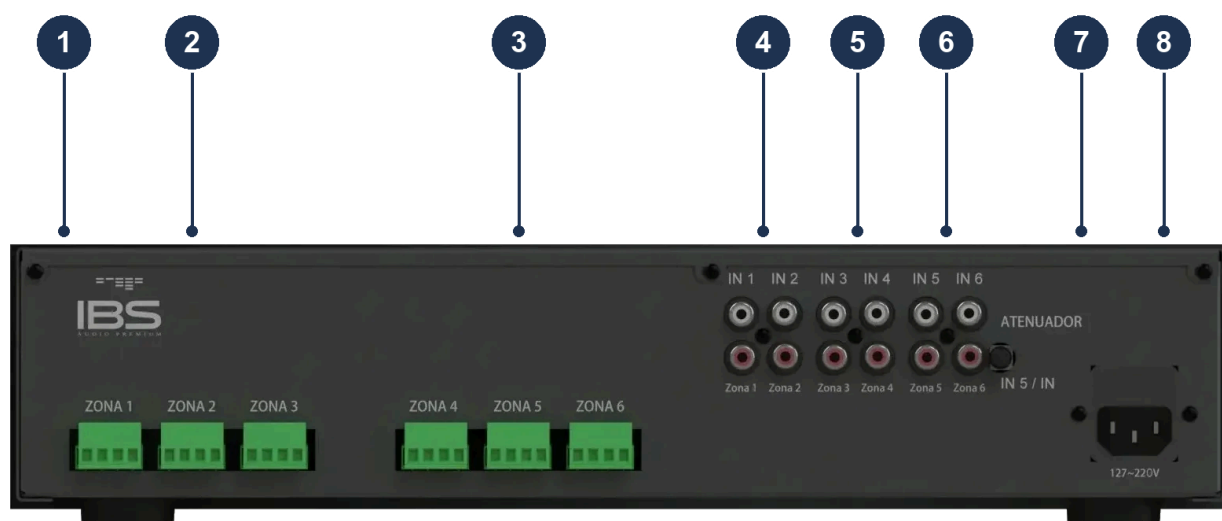 1 2 3 4 5 6 7 8
IN 1 IN 2 IN 3 IN 4 IN 5 IN 6
IBS
AUDIO PREMIUM
ATENUADOR
Zona 1 Zona 2 Zona 3 Zona 4 Zona 5 Zona 6
IN 5 / IN
ZONA 1 ZONA 2 ZONA 3 ZONA 4 ZONA 5 ZONA 6
127~220V